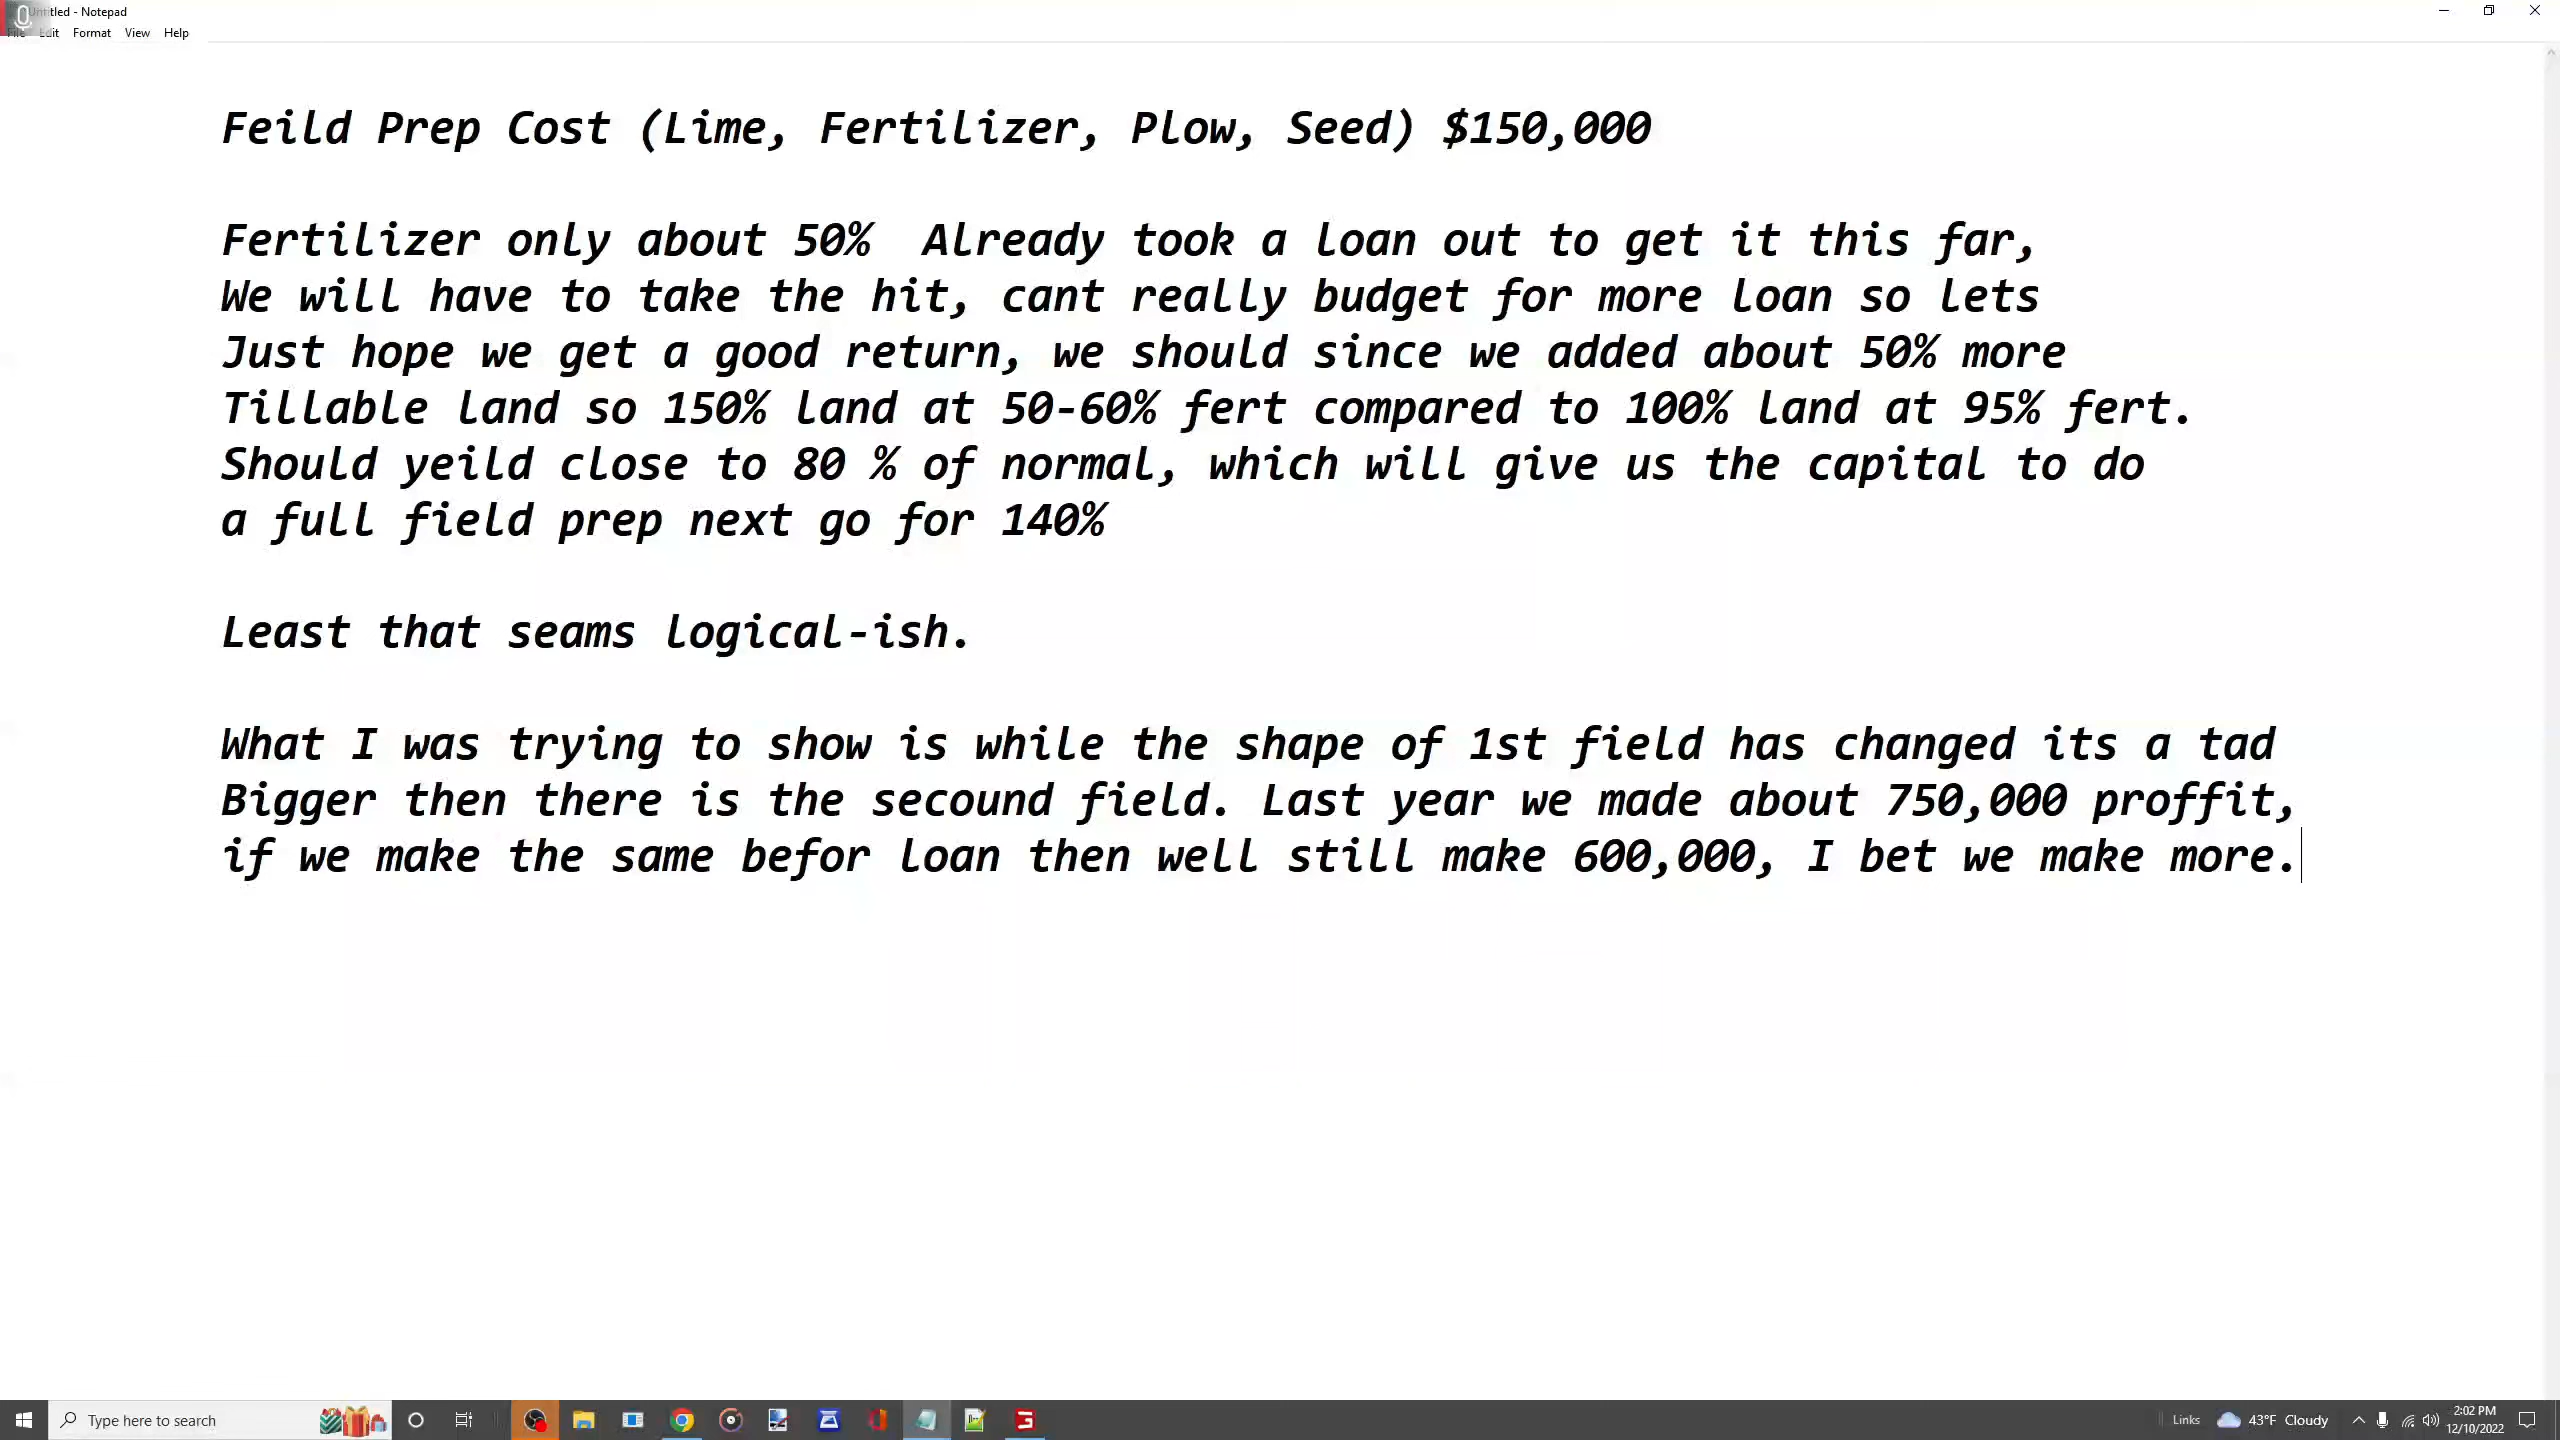 Untitled - Notepad
File Edit Format View Help
Feild Prep Cost (Lime, Fertilizer, Plow, Seed) $150,000
Fertilizer only about 50%  Already took a loan out to get it this far,
We will have to take the hit, cant really budget for more loan so lets
Just hope we get a good return, we should since we added about 50% more
Tillable land so 150% land at 50-60% fert compared to 100% land at 95% fert.
Should yeild close to 80 % of normal, which will give us the capital to do
a full field prep next go for 140%
Least that seams logical-ish.
What I was trying to show is while the shape of 1st field has changed its a tad
Bigger then there is the secound field. Last year we made about 750,000 proffit,
if we make the same befor loan then well still make 600,000, I bet we make more.
Type here to search
Links
43°F Cloudy
2:02 PM
12/10/2022